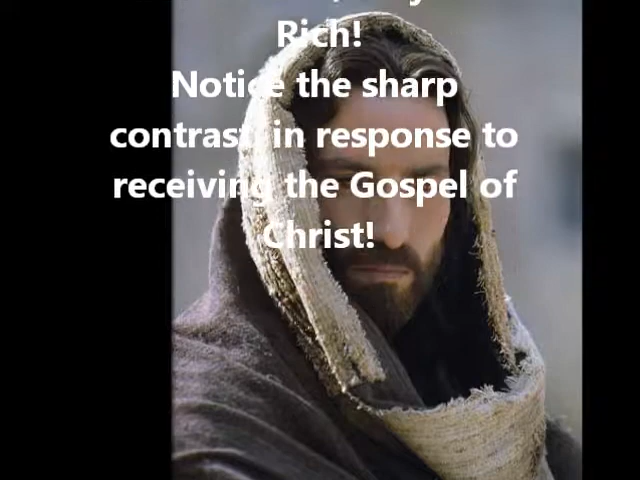 Rich!
Notice the sharp
contrast, in response to
receiving the Gospel of
Christ!